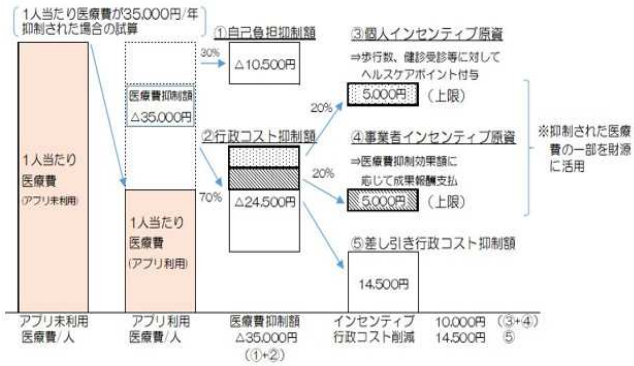 1人当たり医療費が35.000円/年
抑制された場合の試算
①自己負担抑制額
30%
△10,500円
③個人インセンティブ原資
⇒歩行数、健診受診等に対して
ヘルスケアポイント付与
20%
5.000円
(上限)
医療費抑制額
△35.000円
②行政コスト抑制額
70%
△24.500円
④事業者インセンティブ原資
⇒医療費抑制効果額に
応じて成果報酬支払
20%
5,000円
(上限)
※抑制された医療
費の一部を財源
に活用
1人当たり
医療費
(アプリ未利用)
1人当たり
医療費
(アプリ利用)
⑤差し引き行政コスト抑制額
14.500円
アプリ未利用
医療費/人
アプリ利用
医療費/人
医療費抑制額
△35.000円
(①+②)
インセンティブ 10.000円 (③+④)
行政コスト削減 14.500円 ⑤